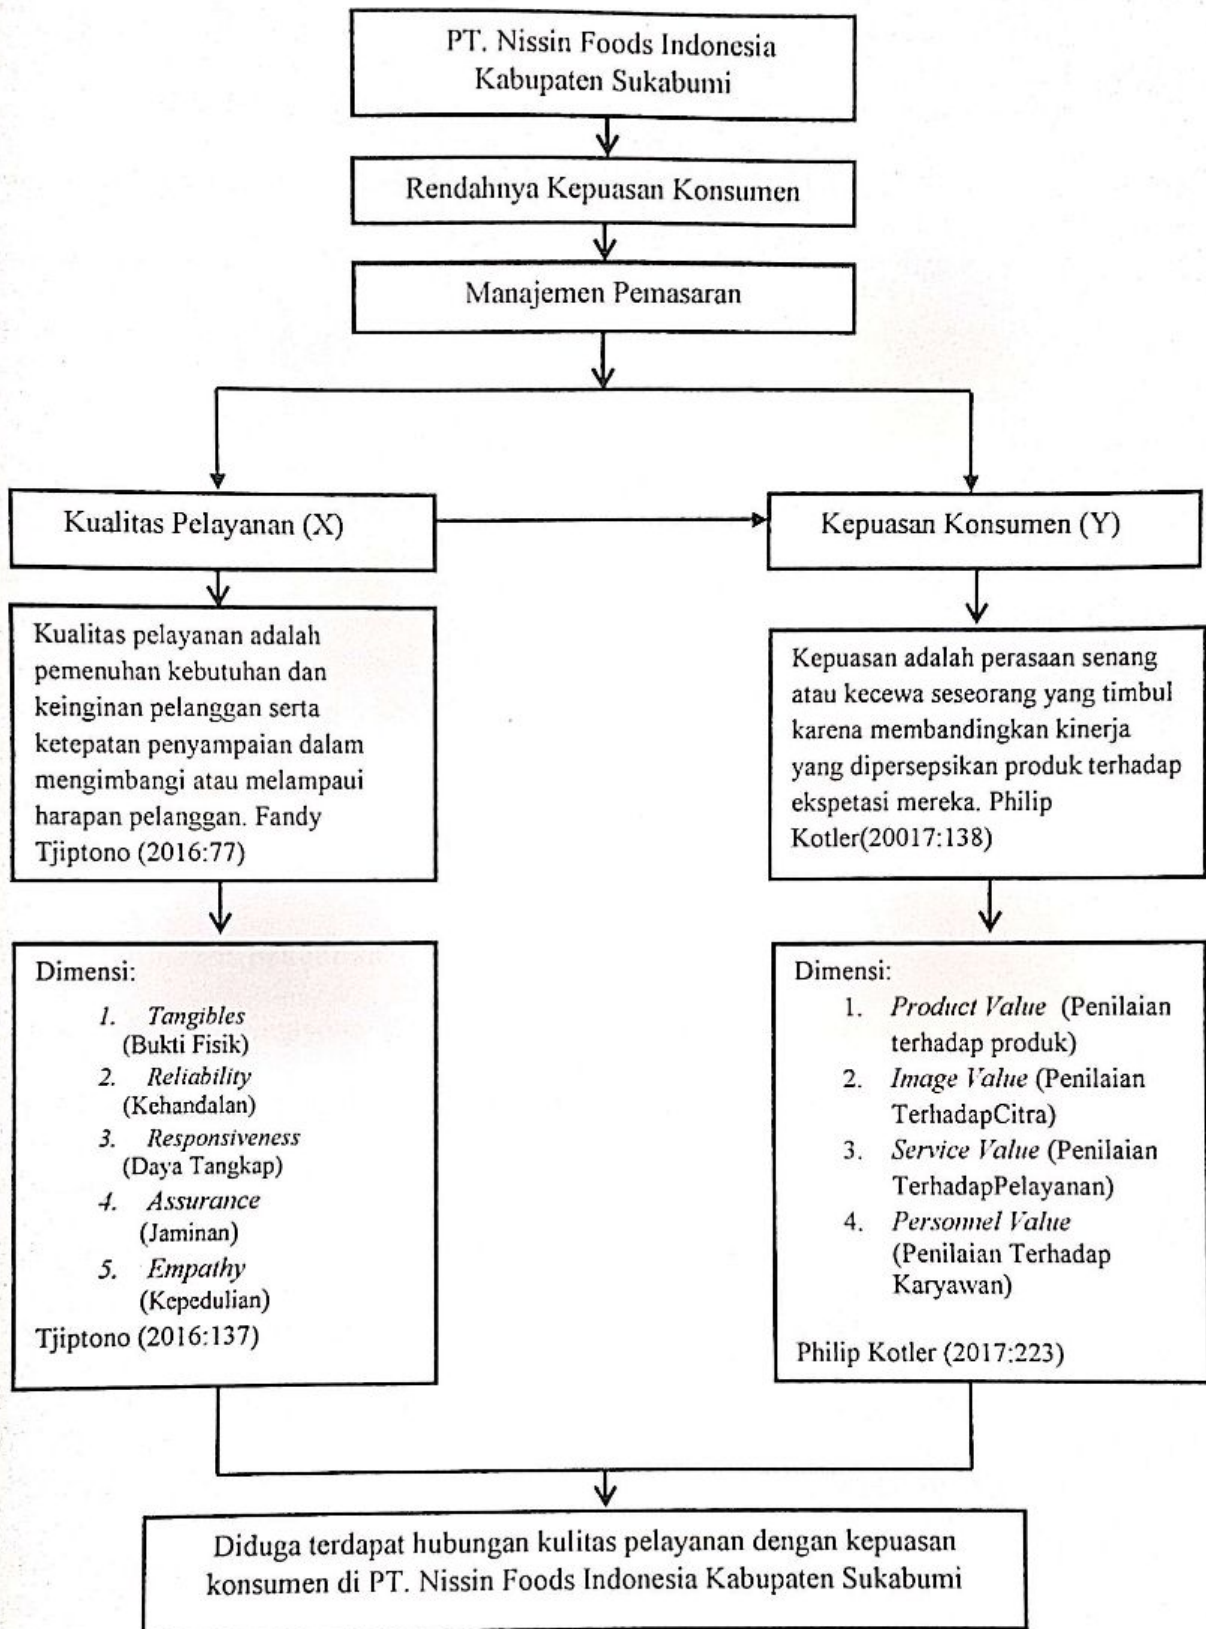 PT. Nissin Foods Indonesia
Kabupaten Sukabumi
Rendahnya Kepuasan Konsumen
Manajemen Pemasaran
Kualitas Pelayanan (X)
Kepuasan Konsumen (Y)
Kualitas pelayanan adalah
pemenuhan kebutuhan dan
keinginan pelanggan serta
ketepatan penyampaian dalam
mengimbangi atau melampaui
harapan pelanggan. Fandy
Tjiptono (2016:77)
Kepuasan adalah perasaan senang
atau kecewa seseorang yang timbul
karena membandingkan kinerja
yang dipersepsikan produk terhadap
ekspetasi mereka. Philip
Kotler(20017:138)
Dimensi:
1. Tangibles
(Bukti Fisik)
2. Reliability
(Kehandalan)
3. Responsiveness
(Daya Tangkap)
4. Assurance
(Jaminan)
5. Empathy
(Kepedulian)
Tjiptono (2016:137)
Dimensi:
1. Product Value (Penilaian
terhadap produk)
2. Image Value (Penilaian
TerhadapCitra)
3. Service Value (Penilaian
TerhadapPelayanan)
4. Personnel Value
(Penilaian Terhadap
Karyawan)
Philip Kotler (2017:223)
Diduga terdapat hubungan kulitas pelayanan dengan kepuasan
konsumen di PT. Nissin Foods Indonesia Kabupaten Sukabumi